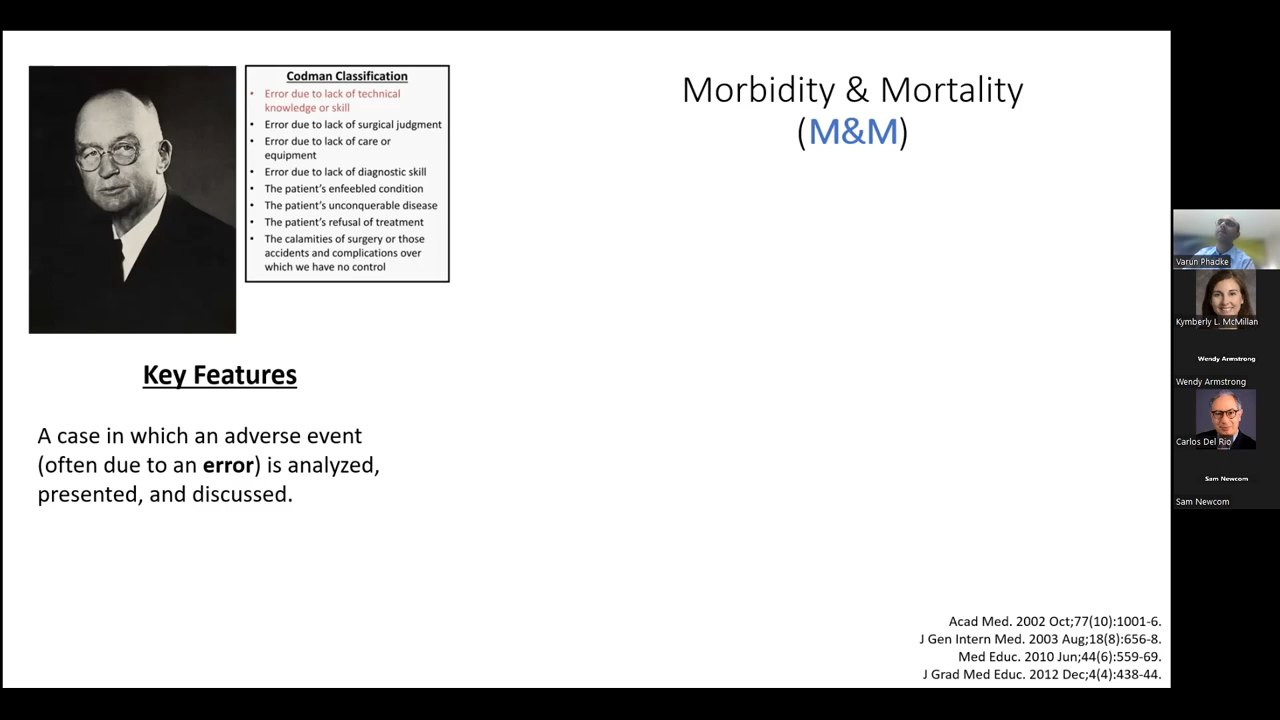 Codman Classification
• Error due to lack of technical
knowledge or skill
• Error due to lack of surgical judgment
• Error due to lack of care or
equipment
• Error due to lack of diagnostic skill
• The patient's enfeebled condition
• The patient's unconquerable disease
• The patient's refusal of treatment
• The calamities of surgery or those
accidents and complications over
which we have no control
Morbidity & Mortality
(M&M)
Key Features
A case in which an adverse event
(often due to an error) is analyzed,
presented, and discussed.
Acad Med. 2002 Oct;77(10):1001-6.
J Gen Intern Med. 2003 Aug;18(8):656-8.
Med Educ. 2010 Jun;44(6):559-69.
J Grad Med Educ. 2012 Dec;4(4):438-44.
Varun Phadke
Kymberly L. McMillan
Wendy Armstrong
Wendy Armstrong
Carlos Del Rio
Sam Newcom
Sam Newcom